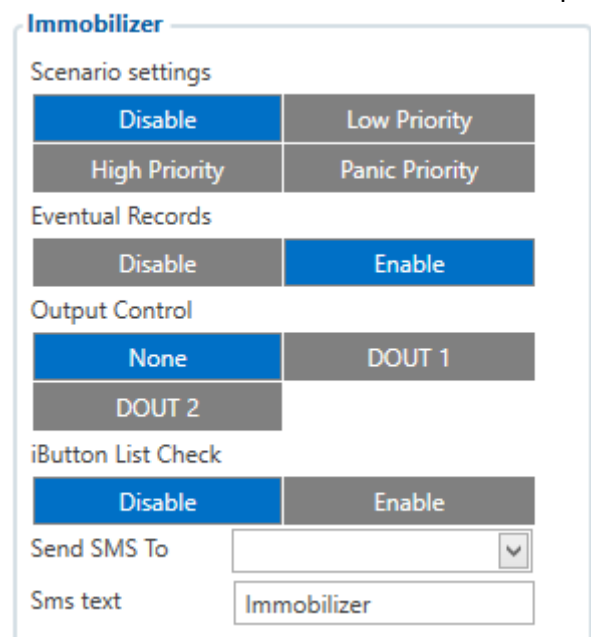 Immobilizer
Scenario settings
Disable Low Priority
High Priority Panic Priority
Eventual Records
Disable Enable
Output Control
None DOUT 1
DOUT 2
iButton List Check
Disable Enable
Send SMS To
Sms text Immobilizer